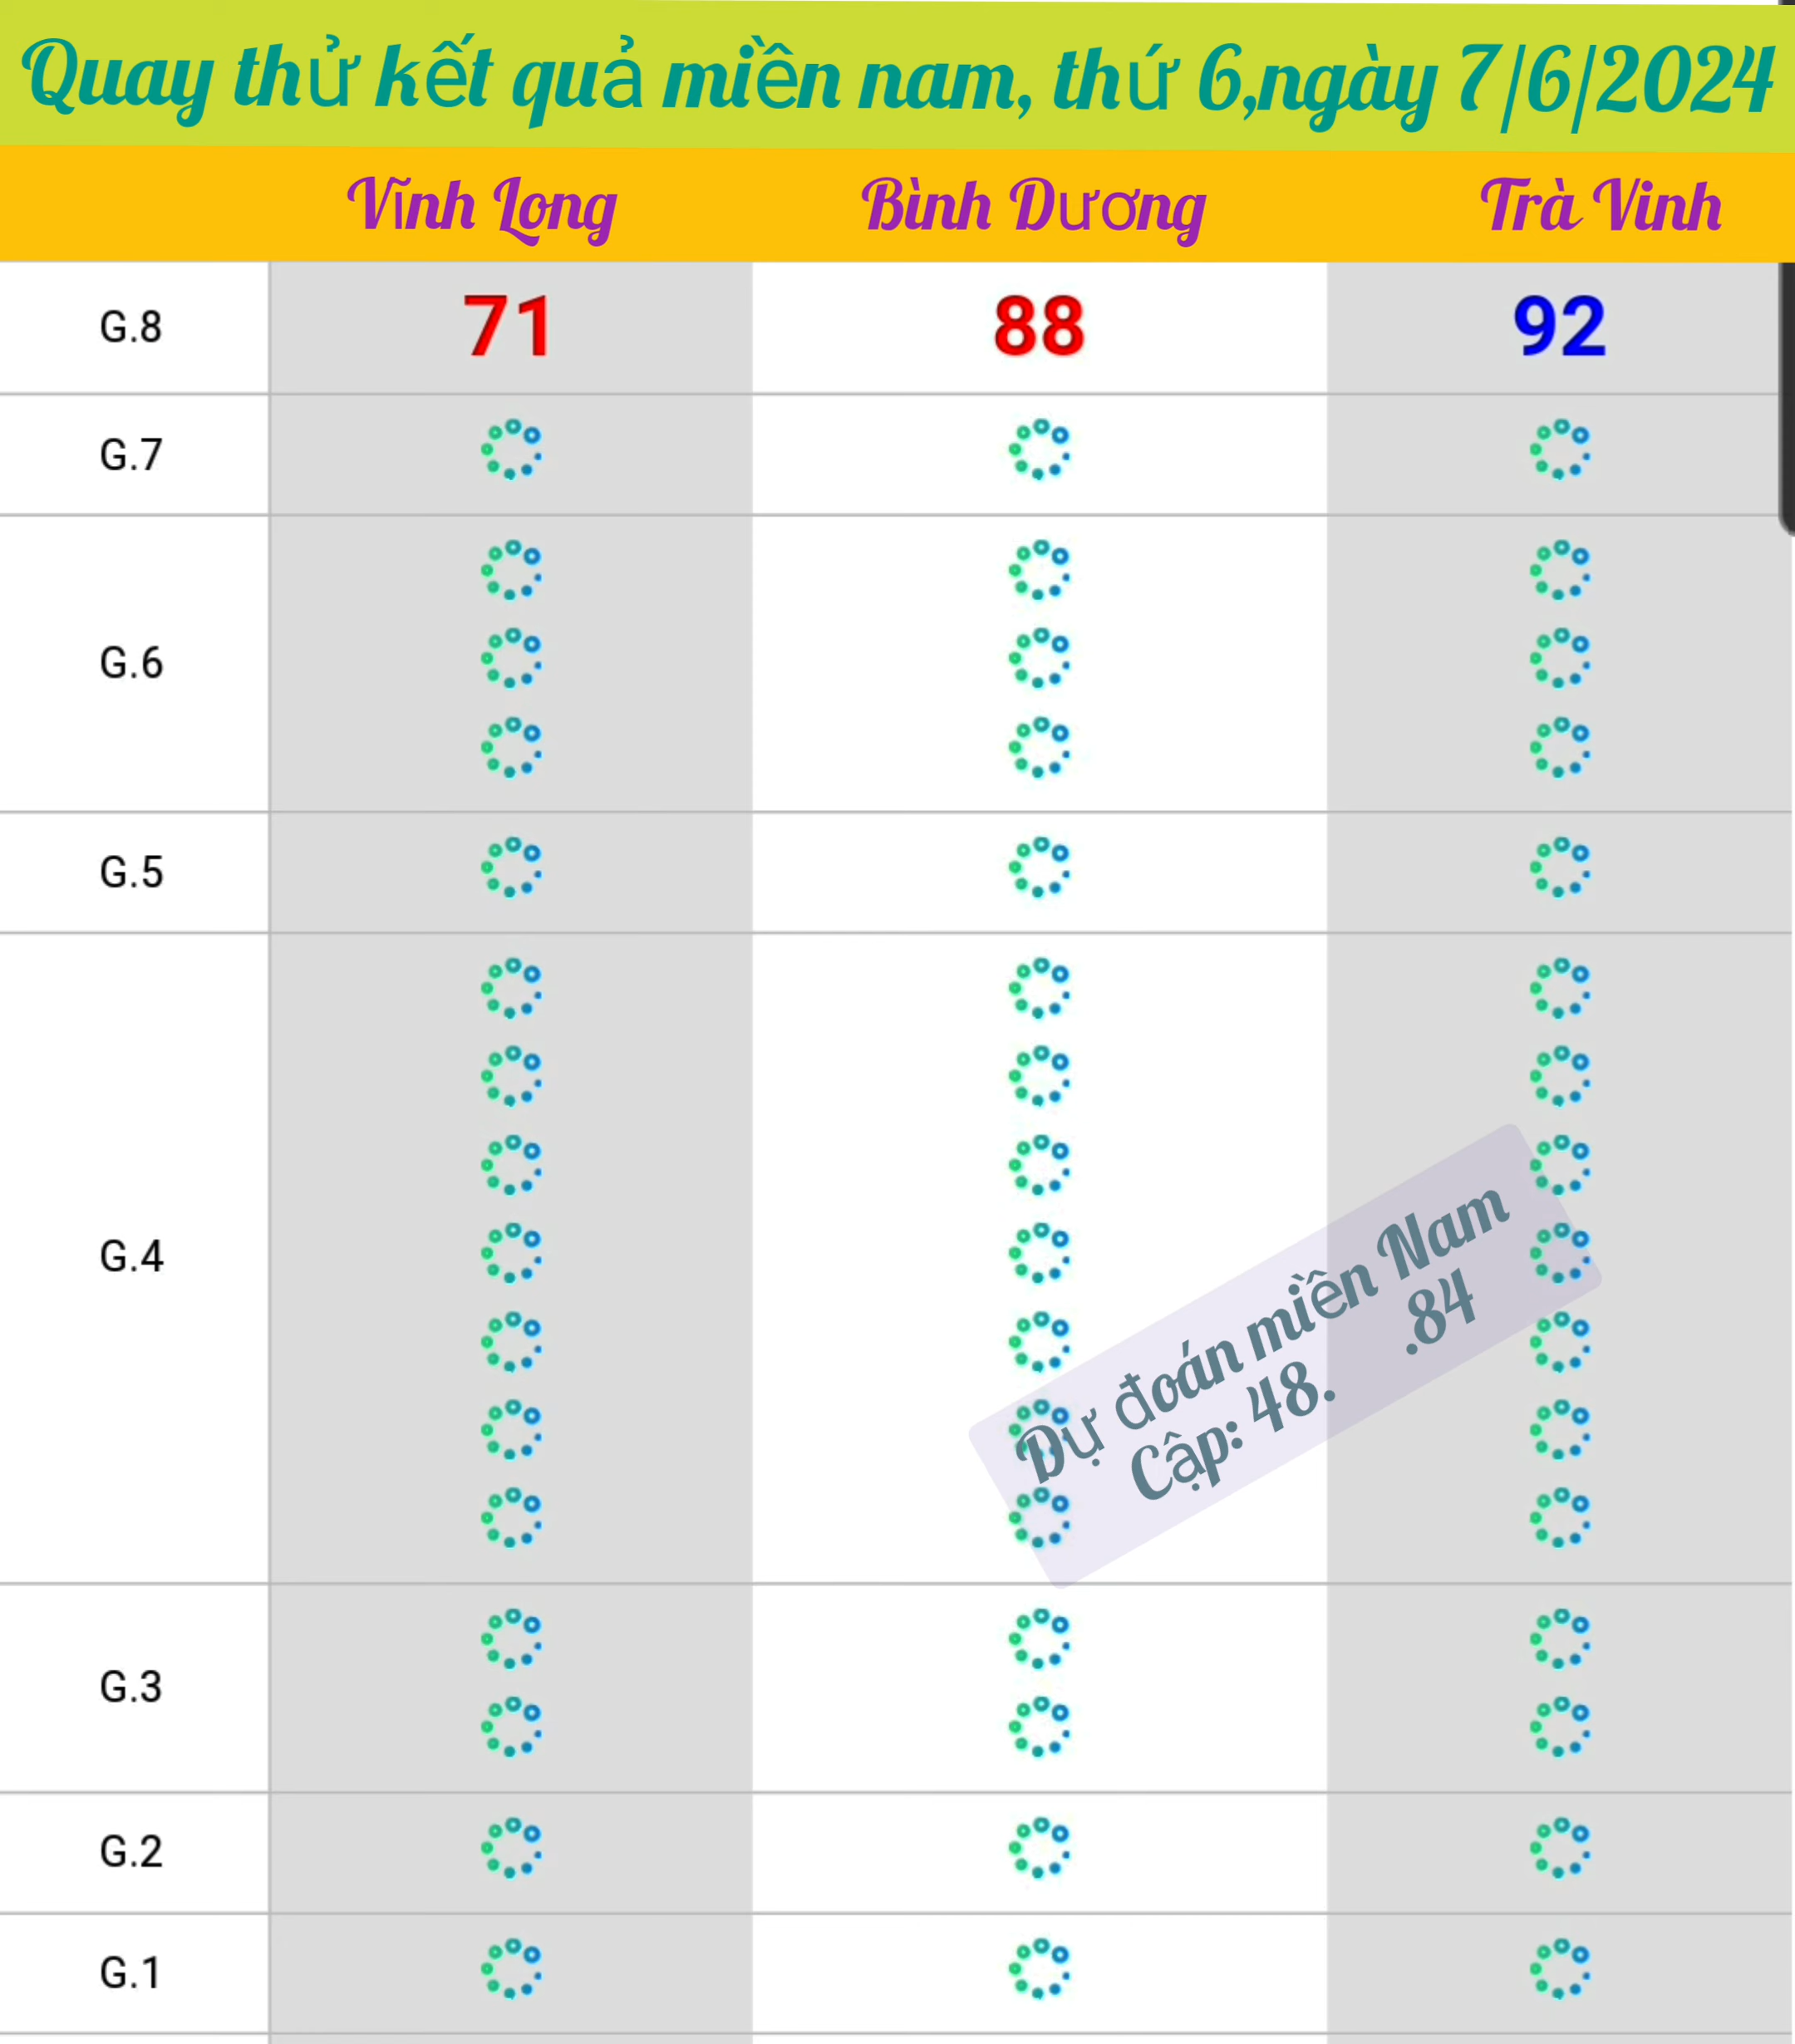 Quay thử kết quả miền nam, thứ 6,ngày 7/6/2024
Vĩnh Long Bình Dương Trà Vinh
G.8 71 88 92
G.7
G.6
G.5
G.4
Dự đoán miền Nam
Cập: 48. .84
G.3
G.2
G.1